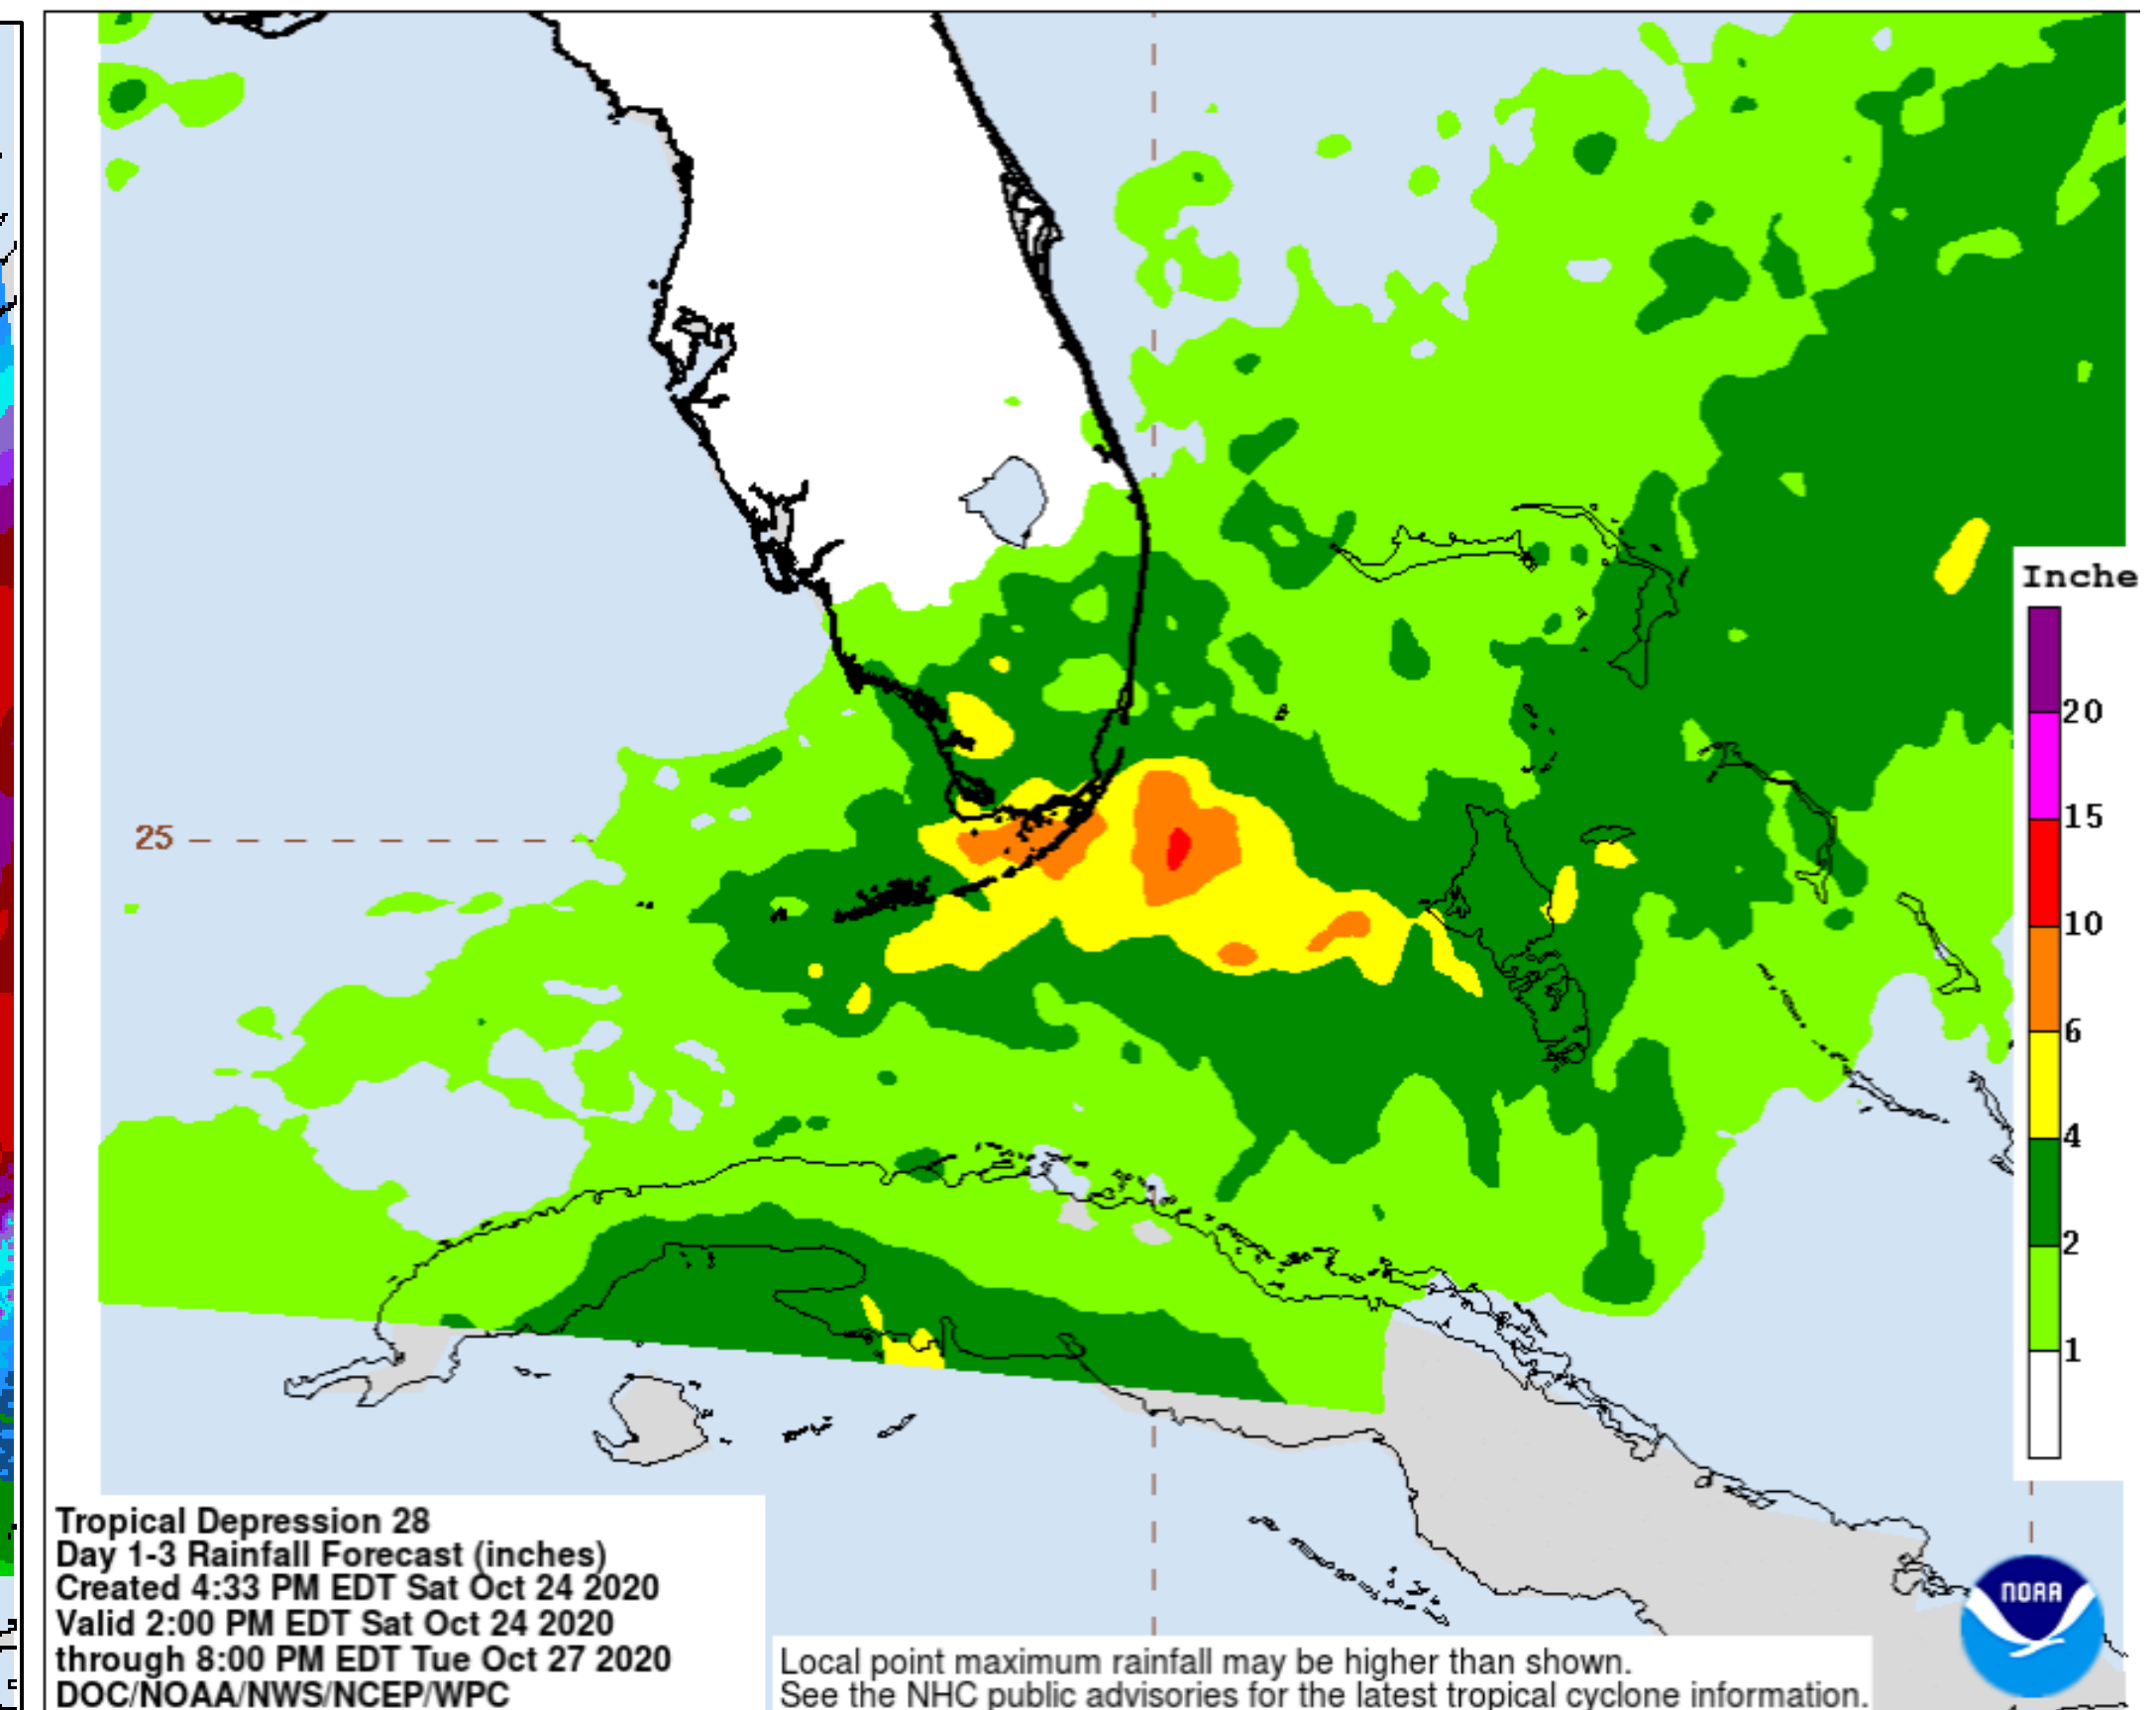 Inche
20
15
10
6
4
2
1
25
Tropical Depression 28
Day 1-3 Rainfall Forecast (inches)
Created 4:33 PM EDT Sat Oct 24 2020
Valid 2:00 PM EDT Sat Oct 24 2020
through 8:00 PM EDT Tue Oct 27 2020
DOC/NOAA/NWS/NCEP/WPC
Local point maximum rainfall may be higher than shown.
See the NHC public advisories for the latest tropical cyclone information.
NOAA